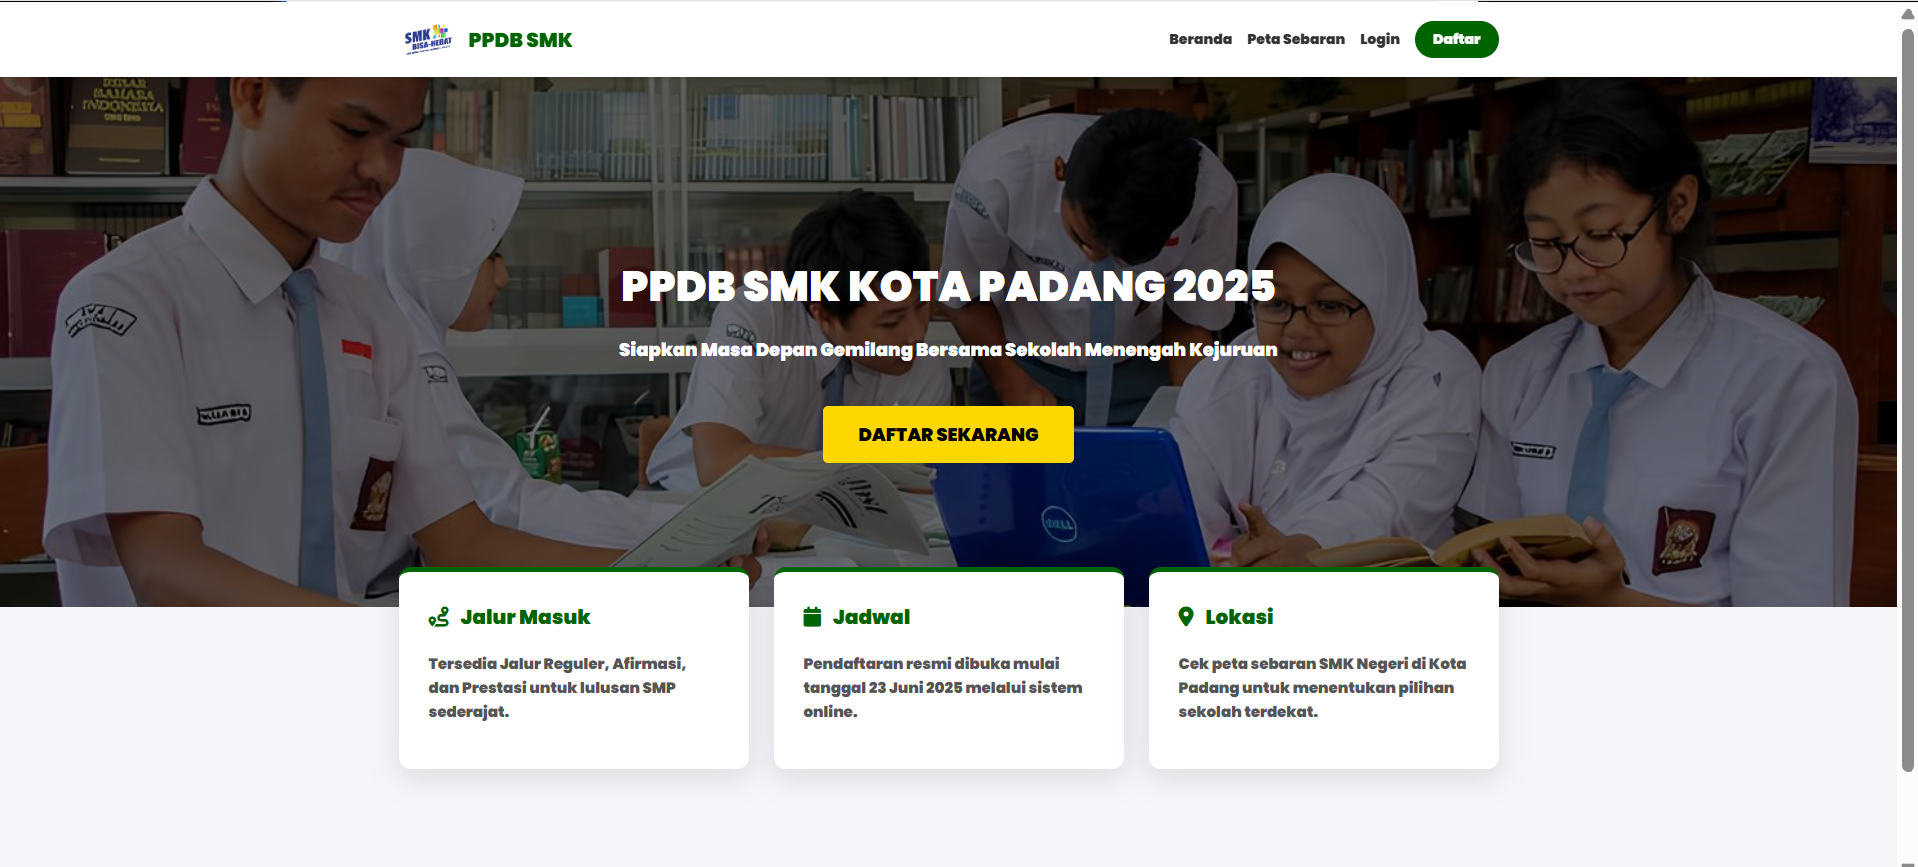 SMK
BISA-HEBAT
PPDB SMK
Beranda
Peta Sebaran
Login
Daftar
BAHASA
INDONESIA
PPDB SMK KOTA PADANG 2025
Siapkan Masa Depan Gemilang Bersama Sekolah Menengah Kejuruan
DAFTAR SEKARANG
DELL
Jalur Masuk
Tersedia Jalur Reguler, Afirmasi,
dan Prestasi untuk lulusan SMP
sederajat.
Jadwal
Pendaftaran resmi dibuka mulai
tanggal 23 Juni 2025 melalui sistem
online.
Lokasi
Cek peta sebaran SMK Negeri di Kota
Padang untuk menentukan pilihan
sekolah terdekat.